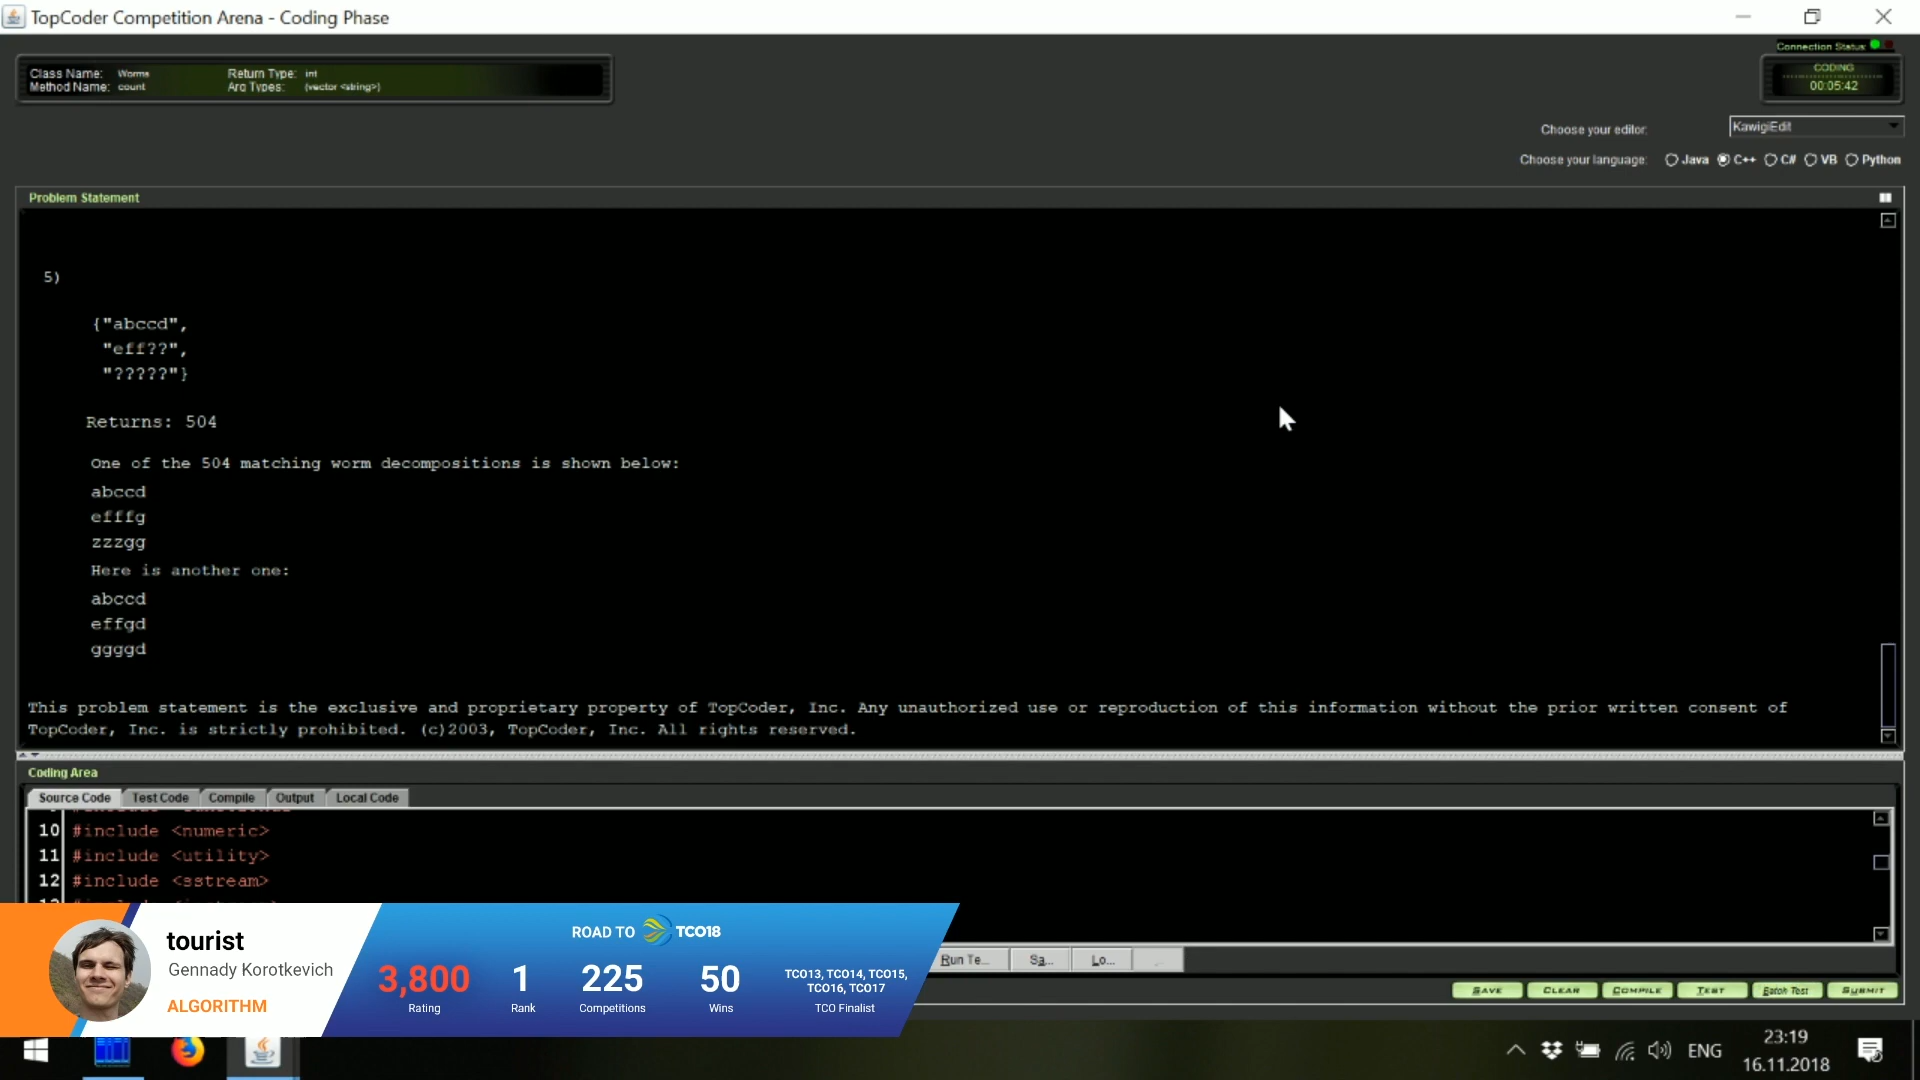 TopCoder Competition Arena - Coding Phase
Connection Status
Class Name: Worms Return Type: int
Method Name: count Arg Types: (vector <string>)
CODING
00:05:42
Choose your editor: KawigiEdit
Choose your language: Java C++ C# VB Python
Problem Statement
5)
{"abccd",
"eff??",
"?????"}
Returns: 504
One of the 504 matching worm decompositions is shown below:
abccd
efffg
zzzgg
Here is another one:
abccd
effgd
ggggd
This problem statement is the exclusive and proprietary property of TopCoder, Inc. Any unauthorized use or reproduction of this information without the prior written consent of
TopCoder, Inc. is strictly prohibited. (c)2003, TopCoder, Inc. All rights reserved.
Coding Area
Source Code Test Code Compile Output Local Code
10 #include <numeric>
11 #include <utility>
12 #include <sstream>
Run Te... Sa... Lo... ...
SAVE CLEAR COMPILE TEST Batch Test SUBMIT
tourist
Gennady Korotkevich
ALGORITHM
ROAD TO TCO18
3,800 1 225 50 TCO13, TCO14, TCO15,
TCO16, TCO17
Rating Rank Competitions Wins TCO Finalist
ENG
23:19
16.11.2018